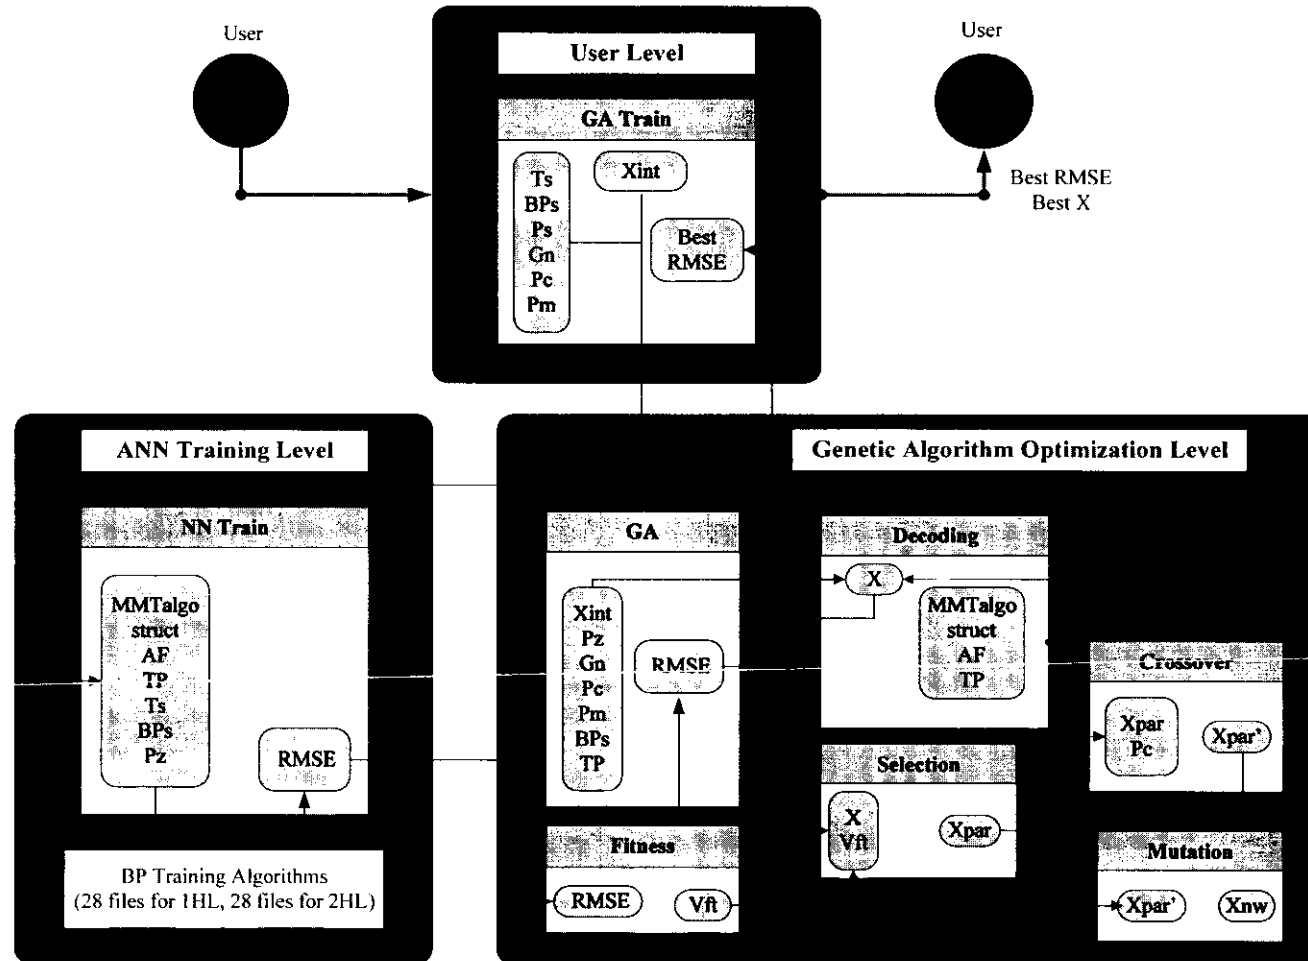 User
User Level
User
GA Train
Ts
BPs
Ps
Gn
Pc
Pm
Xint
Best
RMSE
Best RMSE
Best X
ANN Training Level
NN Train
MMTalgo
struct
AF
TP
Ts
BPs
Pz
RMSE
BP Training Algorithms
(28 files for 1HL, 28 files for 2HL)
Genetic Algorithm Optimization Level
GA
Xint
Pz
Gn
Pc
Pm
BPs
TP
RMSE
Fitness
RMSE
Vft
Decoding
X
MMTalgo
struct
AF
TP
Selection
X
Vft
Xpar
Crossover
Xpar
Pc
Xpar'
Mutation
Xpar'
Xnw